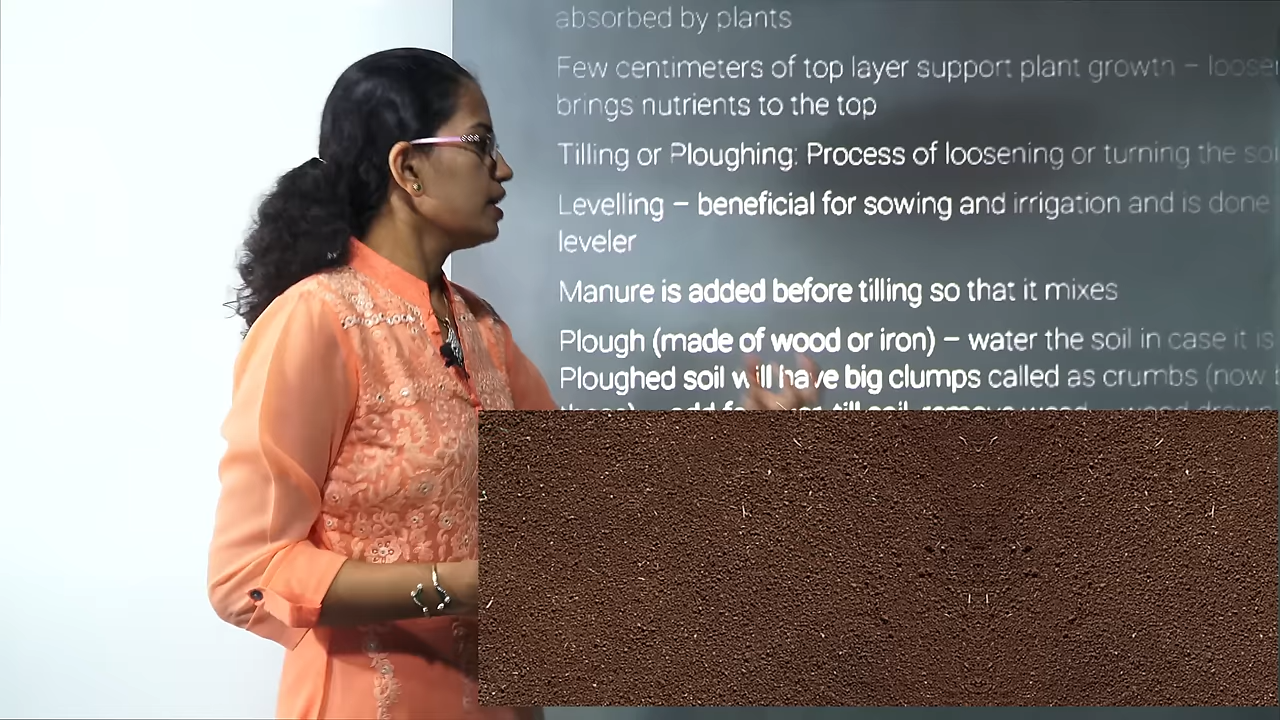 absorbed by plants
Few centimeters of top layer support plant growth – loosen
brings nutrients to the top
Tilling or Ploughing: Process of loosening or turning the soi
Levelling – beneficial for sowing and irrigation and is done
leveler
Manure is added before tilling so that it mixes
Plough (made of wood or iron) – water the soil in case it is
Ploughed soil will have big clumps called as crumbs (now